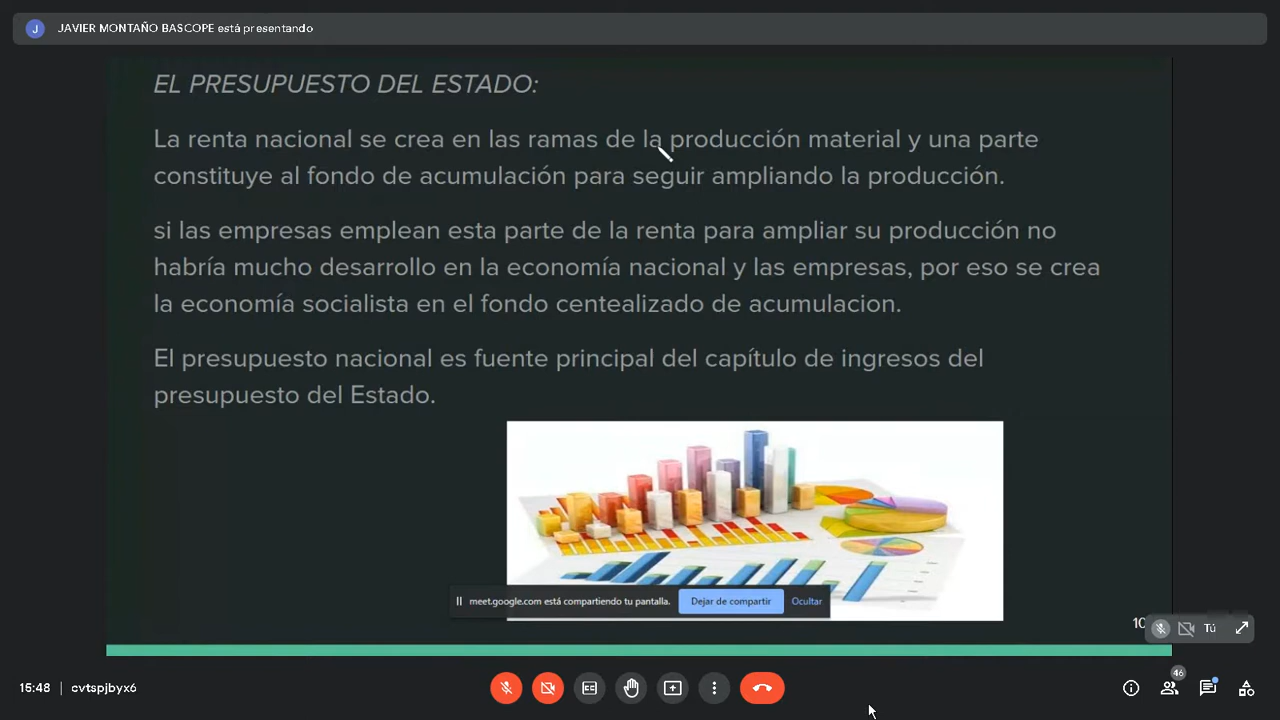 J JAVIER MONTAÑO BASCOPE está presentando
EL PRESUPUESTO DEL ESTADO:
La renta nacional se crea en las ramas de la producción material y una parte
constituye al fondo de acumulación para seguir ampliando la producción.
si las empresas emplean esta parte de la renta para ampliar su producción no
habría mucho desarrollo en la economía nacional y las empresas, por eso se crea
la economía socialista en el fondo centealizado de acumulacion.
El presupuesto nacional es fuente principal del capítulo de ingresos del
presupuesto del Estado.
meet.google.com está compartiendo tu pantalla. Dejar de compartir Ocultar
10
Tú
15:48 | cvtspjbyx6
46